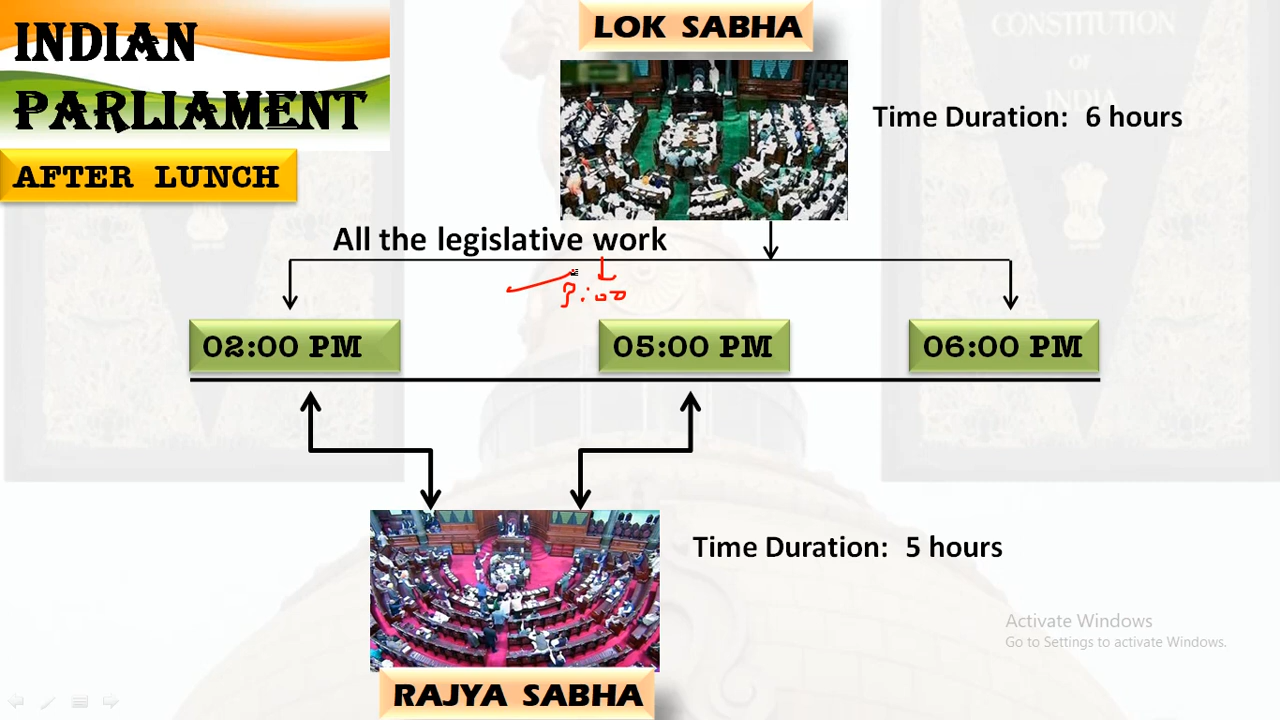 INDIAN
PARLIAMENT
AFTER LUNCH
LOK SABHA
CONSTITUTION
OF
INDIA
Time Duration: 6 hours
All the legislative work
02:00 PM
05:00 PM
06:00 PM
Time Duration: 5 hours
RAJYA SABHA
Activate Windows
Go to Settings to activate Windows.